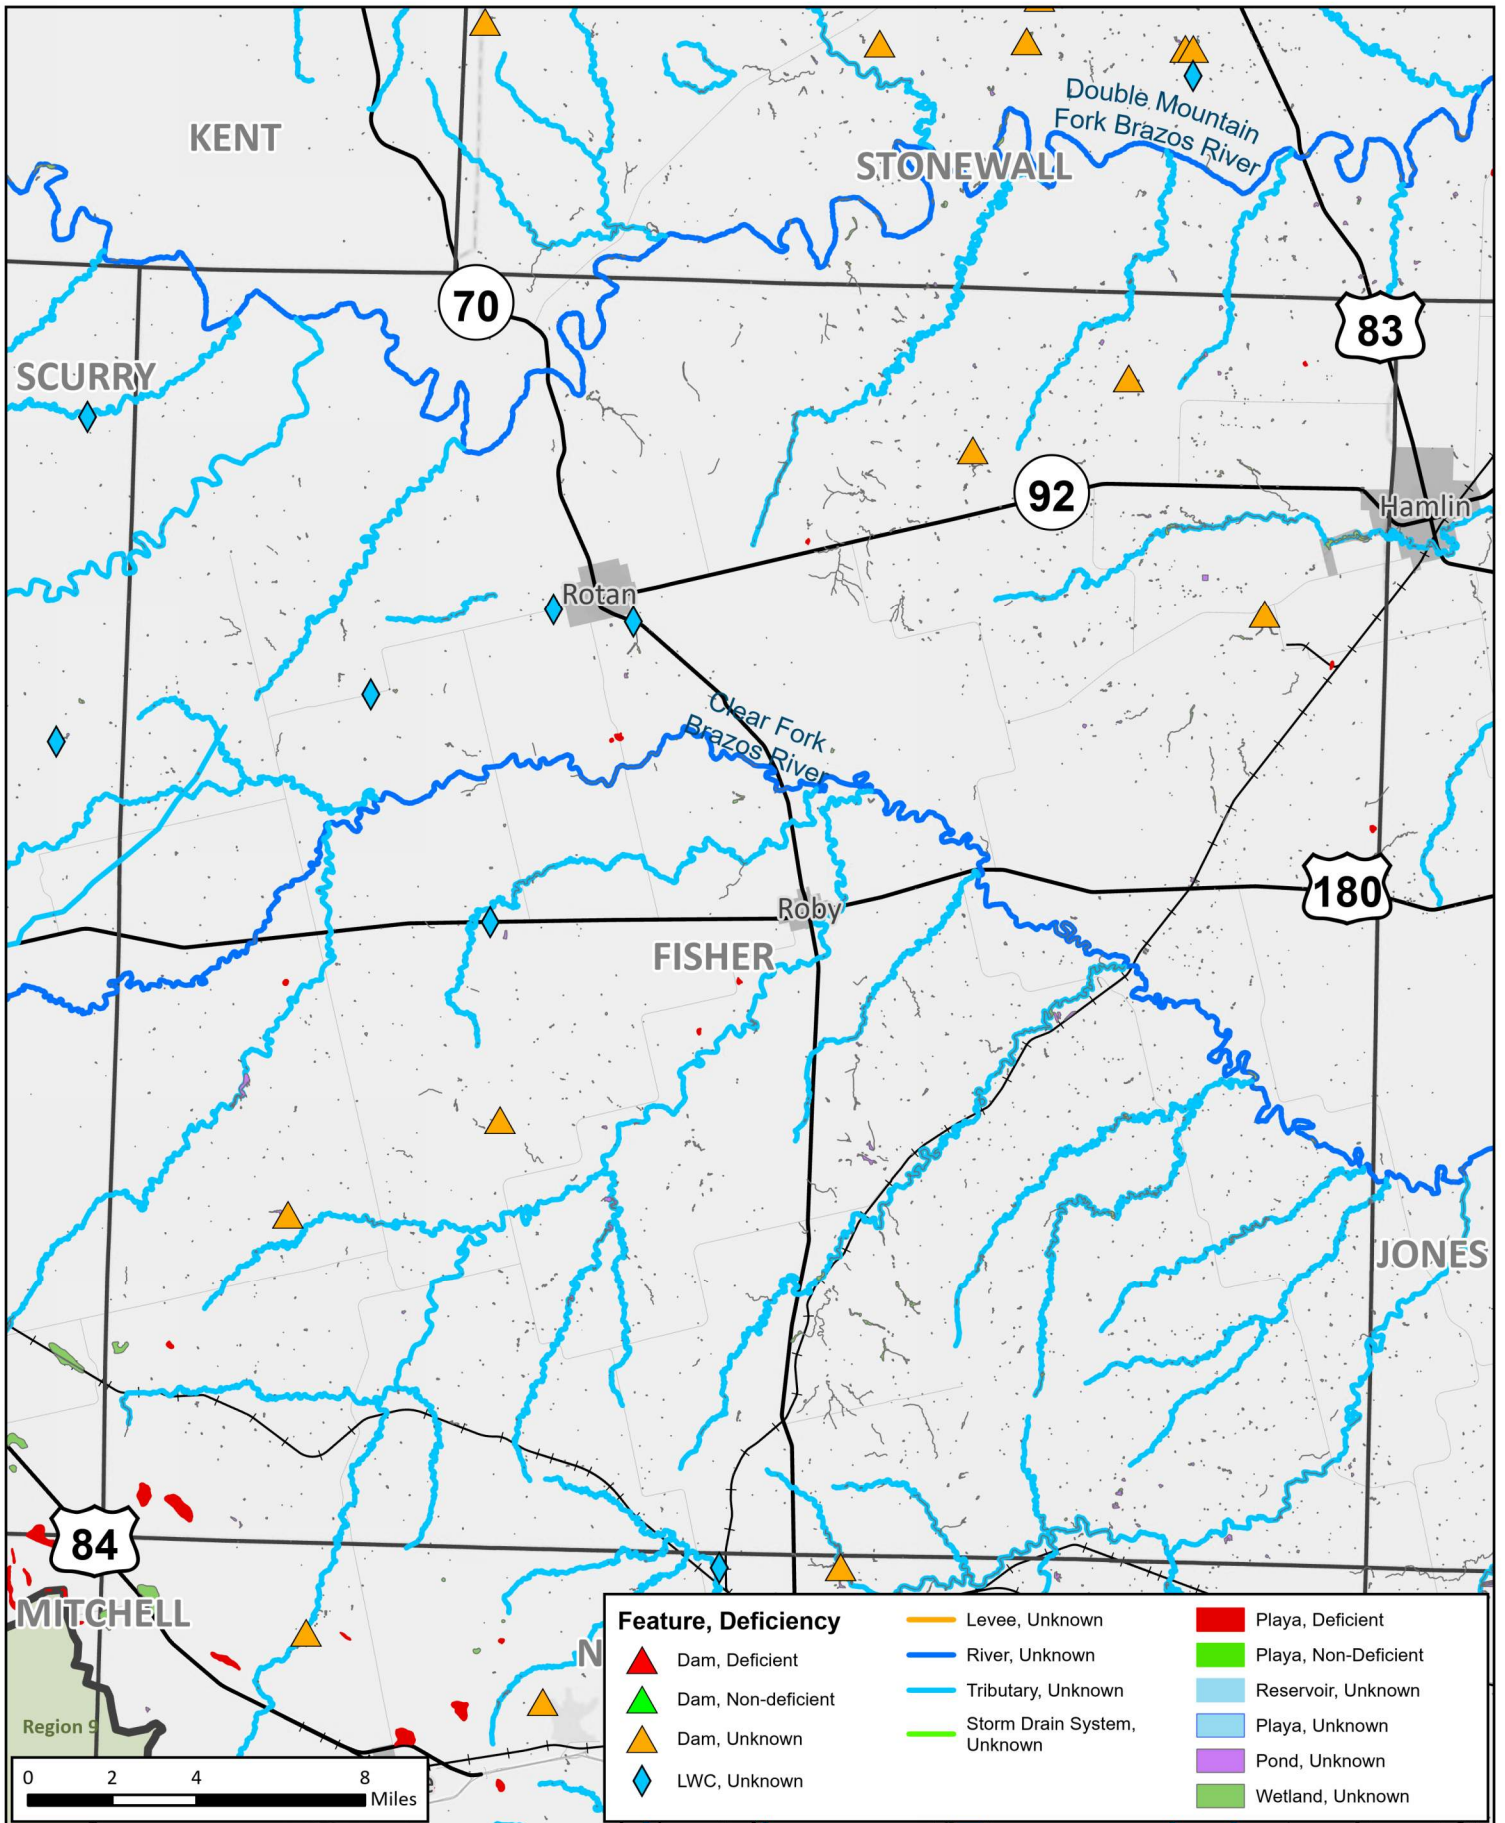 Double Mountain
Fork Brazos River
KENT
STONEWALL
70
83
SCURRY
92
Hamlin
Rotan
Clear Fork
Brazos River
180
Roby
FISHER
JONES
84
MITCHELL
N
Region 9
0 2 4 8
Miles
e
Feature, Deficiency
Dam, Deficient
Dam, Non-deficient
Dam, Unknown
LWC, Unknown
Levee, Unknown
River, Unknown
Tributary, Unknown
Storm Drain System,
Unknown
Playa, Deficient
Playa, Non-Deficient
Reservoir, Unknown
Playa, Unknown
Pond, Unknown
Wetland, Unknown